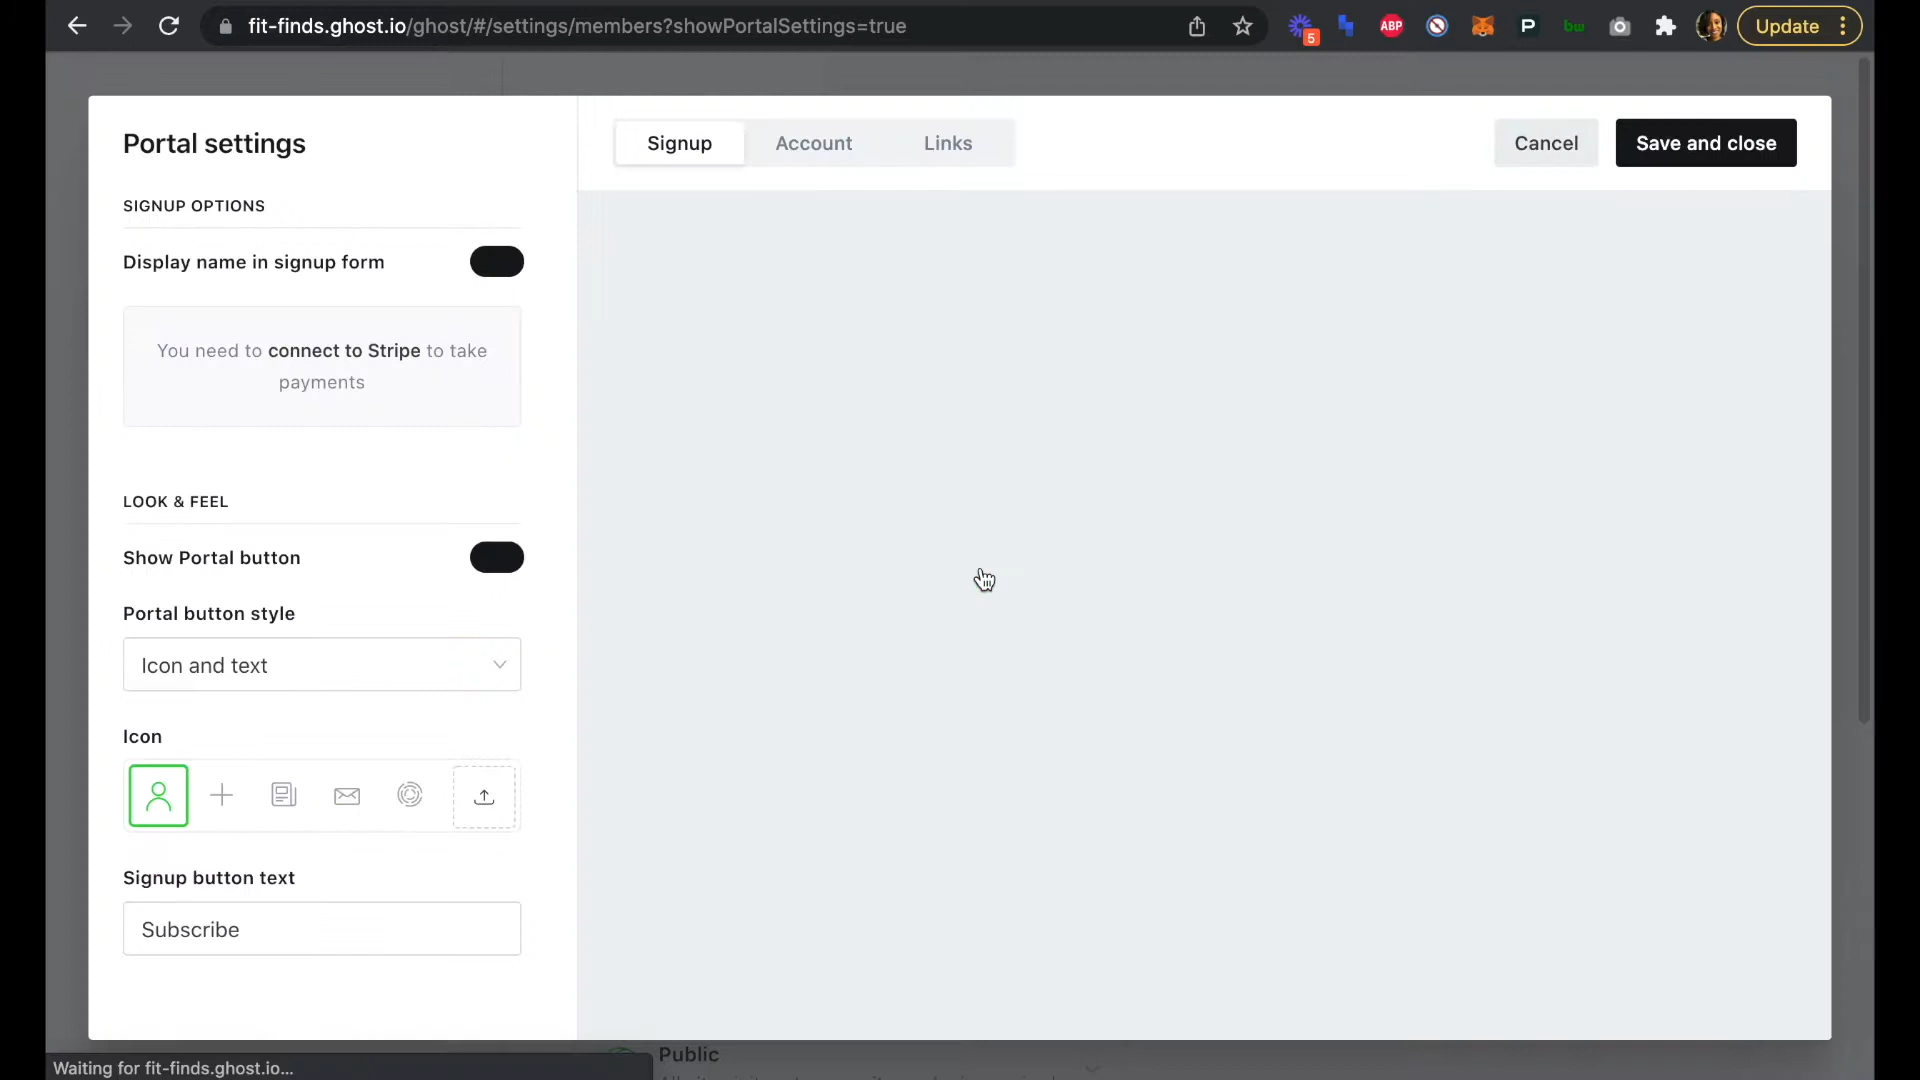 fit-finds.ghost.io/ghost/#/settings/members?showPortalSettings=true
5
ABP
P
bw
Update
Portal settings
Signup
Account
Links
Cancel
Save and close
SIGNUP OPTIONS
Display name in signup form
You need to connect to Stripe to take
payments
LOOK & FEEL
Show Portal button
Portal button style
Icon and text
Icon
Signup button text
Subscribe
Public
Waiting for fit-finds.ghost.io...